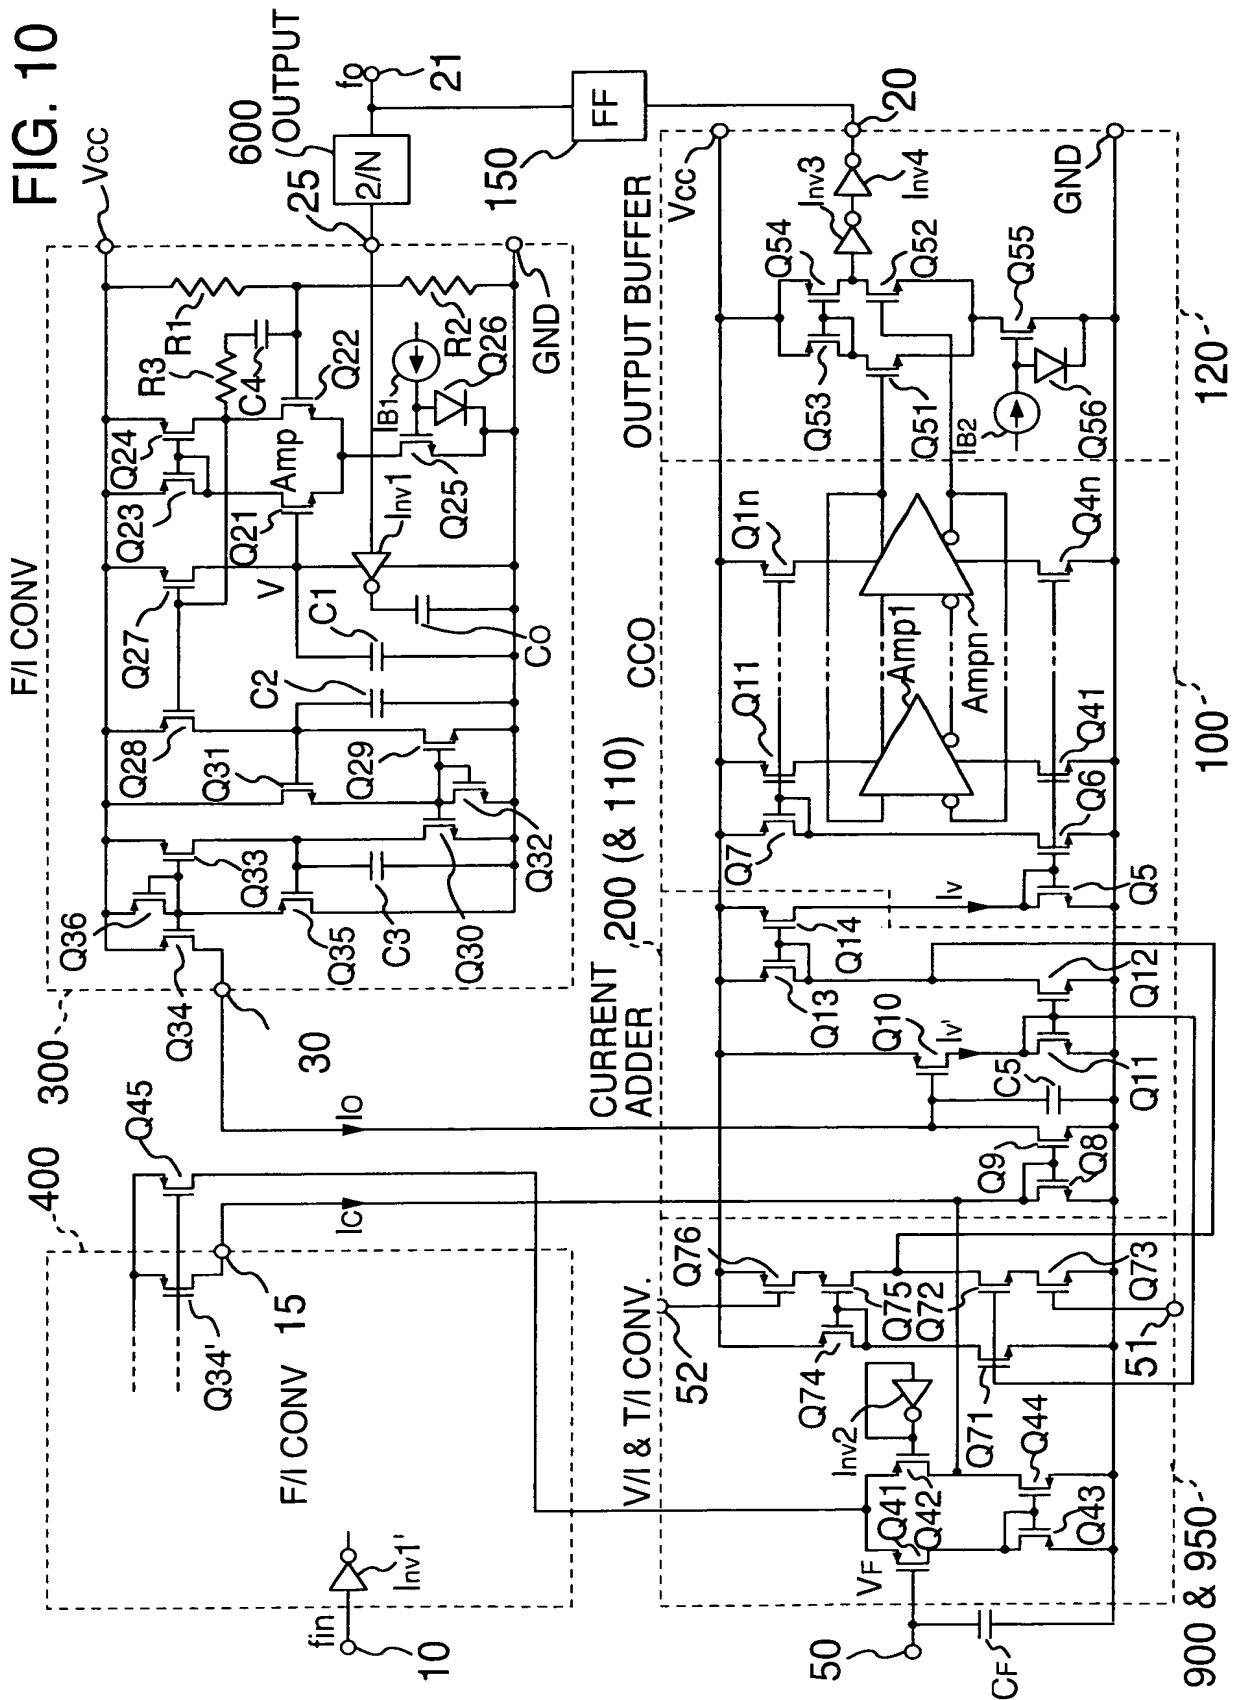 FIG. 10
F/I CONV
VCC
600
OUTPUT
25
2/N
fo
21
150
FF
R1
R3
C4
R2
Q24
Q23
Q22
Amp
Q21
IB1
Q26
Q25
Inv1
GND
V
Q27
C1
CO
C2
Q28
Q31
Q29
Q32
Q33
Q36
Q35
C3
Q30
Q34
300
30
Q45
IO
400
IC
Q34'
15
F/I CONV
Inv1'
fin
10
OUTPUT BUFFER
VCC
20
Inv3
Inv4
Q54
Q53
Q52
Q51
Q55
IB2
Q56
GND
120
CCO
Q1n
Q11
Amp1
Ampn
Q4n
Q41
Q7
Q6
Q5
IV
100
200 (& 110)
CURRENT
ADDER
Q14
Q13
Q10
IV'
Q12
Q11
C5
Q9
Q8
V/I & T/I CONV.
52
Q76
Q75
Q74
Q72
Q73
Q71
51
Inv2
Q41
Q42
Q44
Q43
VF
50
CF
900 & 950